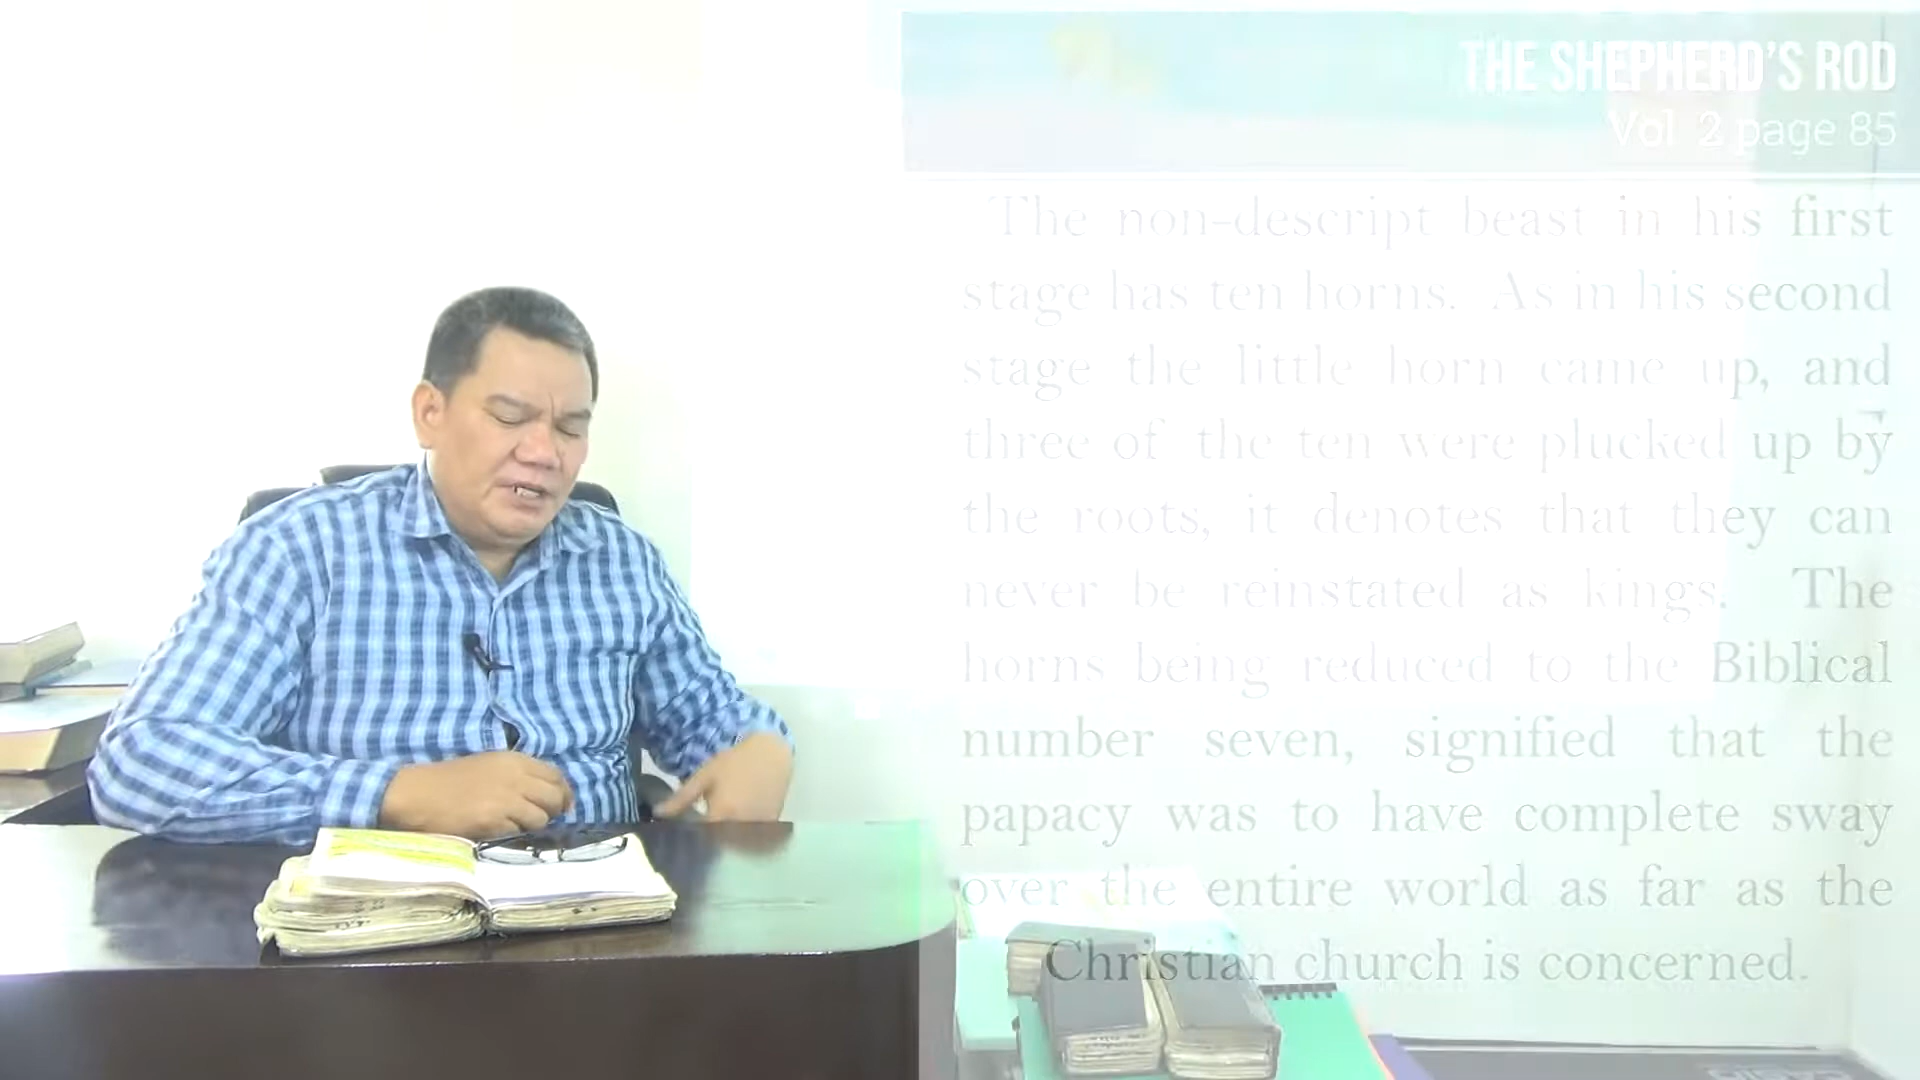 THE SHEPHERD'S ROD
Vol 2 page 85
The non-descript beast in his first
stage has ten horns. As in his second
stage the little horn came up, and
three of the ten were plucked up by
the roots, it denotes that they can
never be reinstated as kings. The
horns being reduced to the Biblical
number seven, signified that the
papacy was to have complete sway
over the entire world as far as the
Christian church is concerned.